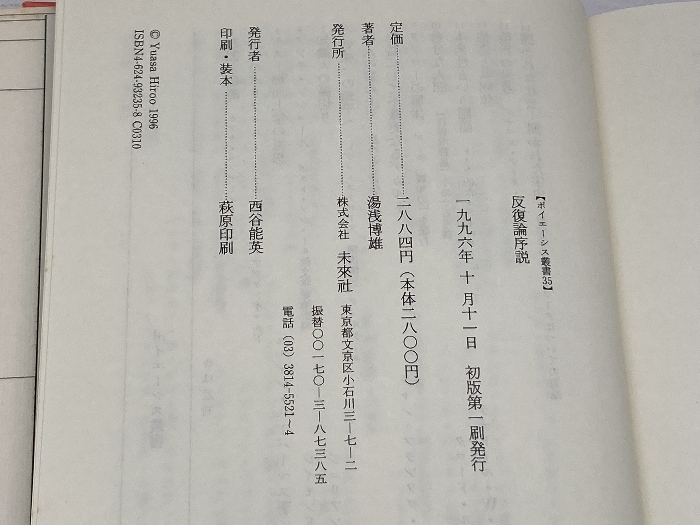 【ポイエーシス叢書35】
反復論序説
一九九六年 十 月十一日 初版第一刷発行
定価……………………二八八四円（本体二八〇〇円）
著者……………………湯浅博雄
発行所……………………株式会社 未來社
東京都文京区小石川三―七―二
振替〇〇一七〇―三―八七三八五
電話（03）3814-5521～4
発行者……………………西谷能英
印刷・装本……………………萩原印刷
© Yuasa Hiroo 1996
ISBN4-624-93235-8 C0310